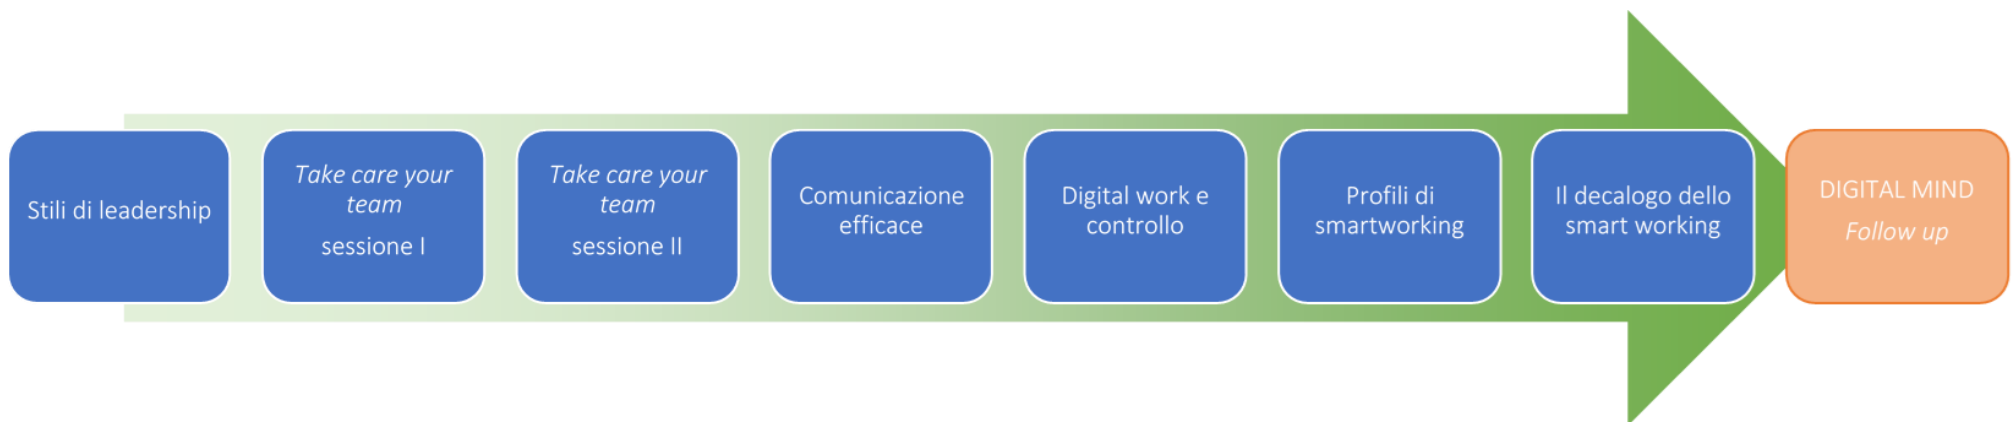 Stili di leadership
Take care your
team
sessione I
Take care your
team
sessione II
Comunicazione
efficace
Digital work e
controllo
Profili di
smartworking
Il decalogo dello
smart working
DIGITAL MIND
Follow up